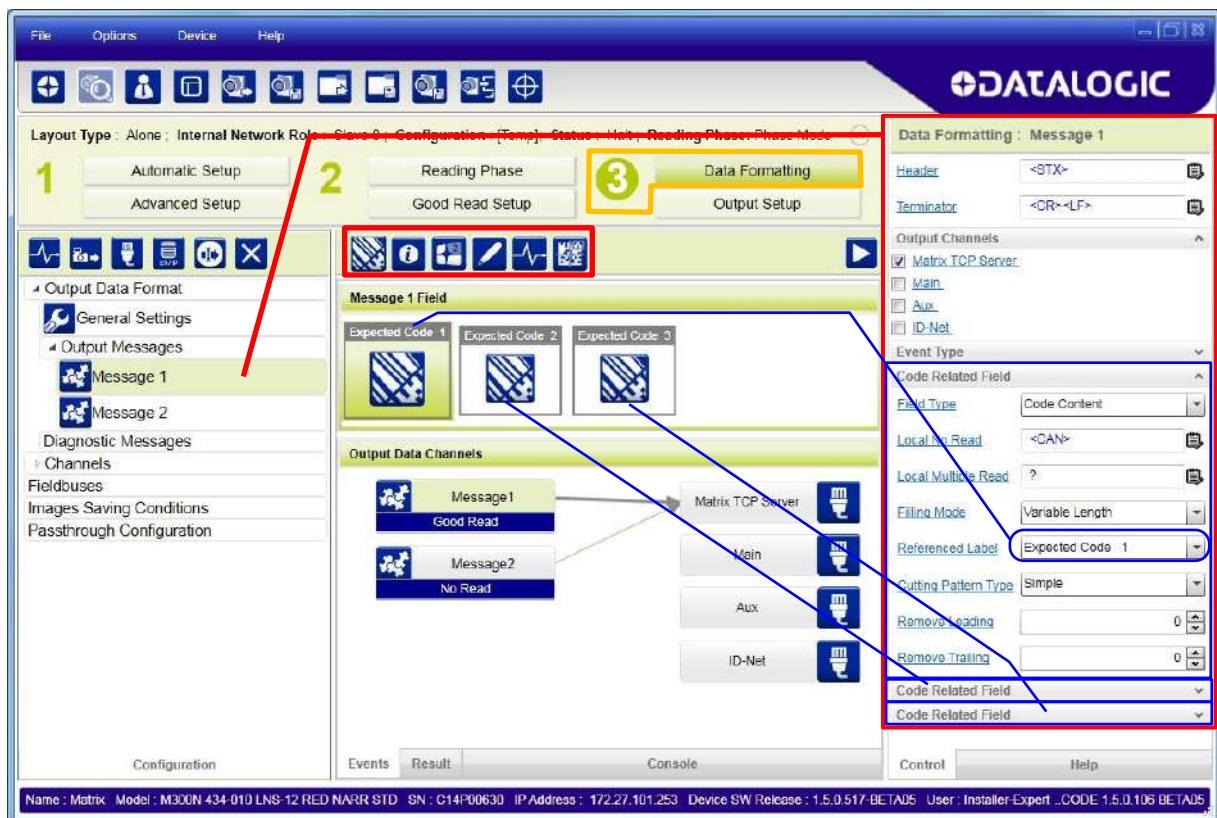 File Options Device Help
DATALOGIC
Layout Type : Alone ; Internal Network Role : Slave 0 ; Configuration : [Temp]; Status : Halt ; Reading Phase: Phase Mode
1 Automatic Setup
Advanced Setup
2 Reading Phase
Good Read Setup
3 Data Formatting
Output Setup
Output Data Format
General Settings
Output Messages
Message 1
Message 2
Diagnostic Messages
Channels
Fieldbuses
Images Saving Conditions
Passthrough Configuration
Configuration
Message 1 Field
Expected Code 1 Expected Code 2 Expected Code 3
Output Data Channels
Message1
Good Read
Message2
No Read
Matrix TCP Server
Main
Aux
ID-Net
Events Result Console
Data Formatting : Message 1
Header <STX>
Terminator <CR><LF>
Output Channels
Matrix TCP Server
Main
Aux
ID-Net
Event Type
Code Related Field
Field Type Code Content
Local No Read <CAN>
Local Multiple Read ?
Filling Mode Variable Length
Referenced Label Expected Code 1
Cutting Pattern Type Simple
Remove Leading 0
Remove Trailing 0
Code Related Field
Code Related Field
Control Help
Name : Matrix Model : M300N 434-010 LNS-12 RED NARR STD SN : C14P00630 IP Address : 172.27.101.253 Device SW Release : 1.5.0.517-BETA05 User : Installer-Expert ..CODE 1.5.0.106 BETA05